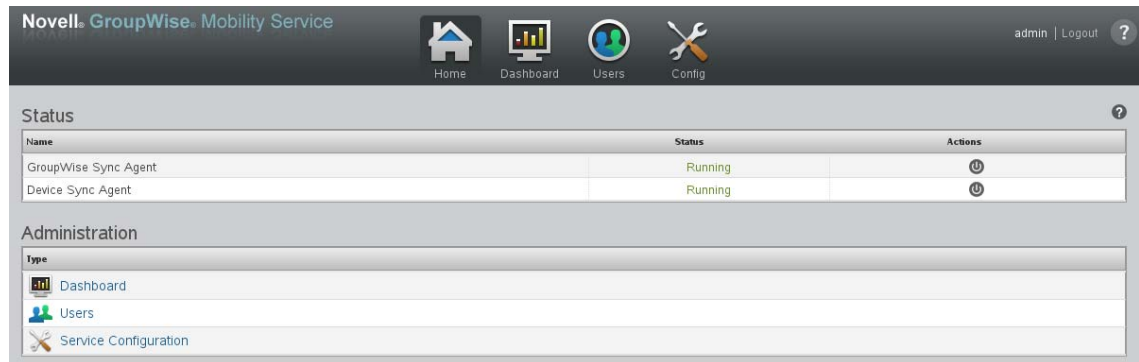 Novell® GroupWise® Mobility Service
Home
Dashboard
Users
Config
admin | Logout ?
Status ?
Name Status Actions
GroupWise Sync Agent Running
Device Sync Agent Running
Administration
Type
Dashboard
Users
Service Configuration